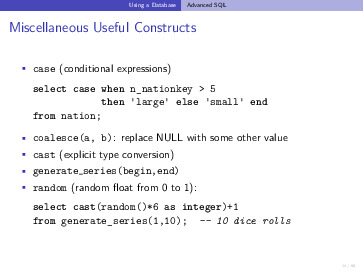 Using a Database Advanced SQL
Miscellaneous Useful Constructs
case (conditional expressions)
select case when n_nationkey > 5
then 'large' else 'small' end
from nation;
coalesce(a, b): replace NULL with some other value
cast (explicit type conversion)
generate_series(begin,end)
random (random float from 0 to 1):
select cast(random()*6 as integer)+1
from generate_series(1,10); -- 10 dice rolls